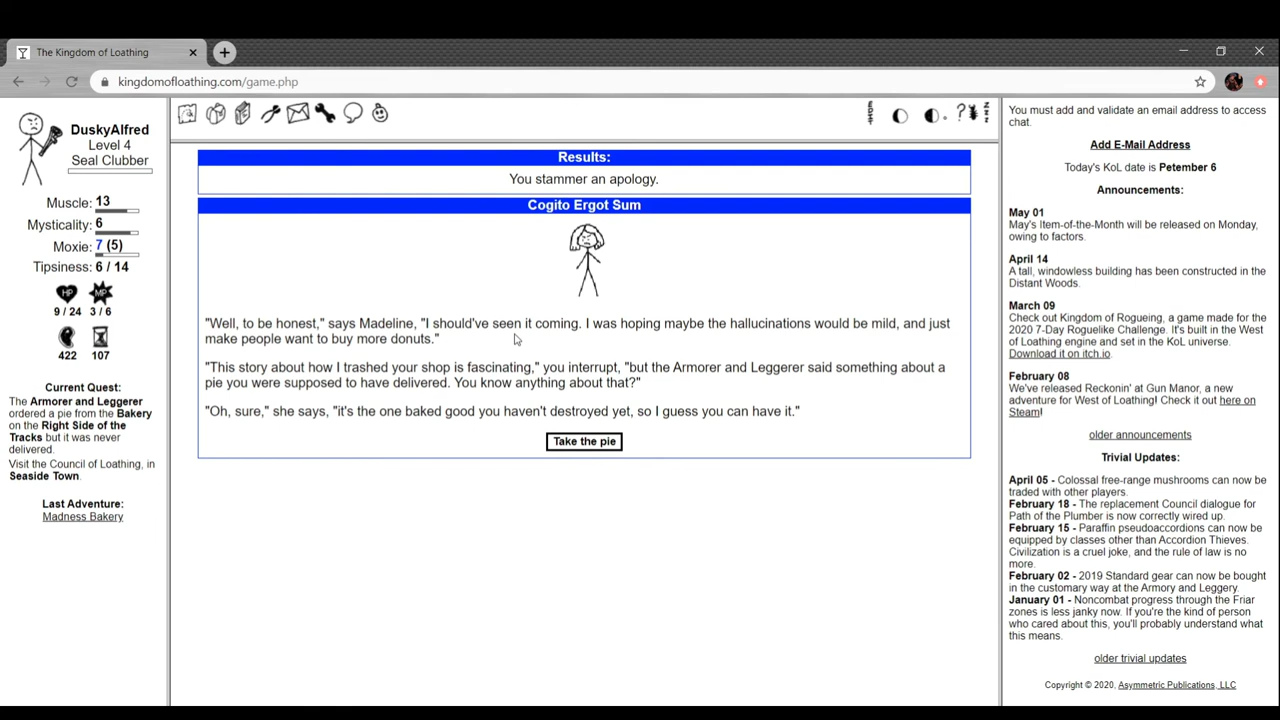 The Kingdom of Loathing
kingdomofloathing.com/game.php
DuskyAlfred
Level 4
Seal Clubber
Muscle: 13
Mysticality: 6
Moxie: 7 (5)
Tipsiness: 6 / 14
HP
MP
9 / 24
3 / 6
422
107
Current Quest:
The Armorer and Leggerer
ordered a pie from the Bakery
on the Right Side of the
Tracks but it was never
delivered.
Visit the Council of Loathing, in
Seaside Town.
Last Adventure:
Madness Bakery
Results:
You stammer an apology.
Cogito Ergot Sum
"Well, to be honest," says Madeline, "I should've seen it coming. I was hoping maybe the hallucinations would be mild, and just
make people want to buy more donuts."
"This story about how I trashed your shop is fascinating," you interrupt, "but the Armorer and Leggerer said something about a
pie you were supposed to have delivered. You know anything about that?"
"Oh, sure," she says, "it's the one baked good you haven't destroyed yet, so I guess you can have it."
Take the pie
You must add and validate an email address to access
chat.
Add E-Mail Address
Today's KoL date is Petember 6
Announcements:
May 01
May's Item-of-the-Month will be released on Monday,
owing to factors.
April 14
A tall, windowless building has been constructed in the
Distant Woods.
March 09
Check out Kingdom of Rogueing, a game made for the
2020 7-Day Roguelike Challenge. It's built in the West
of Loathing engine and set in the KoL universe.
Download it on itch.io.
February 08
We've released Reckonin' at Gun Manor, a new
adventure for West of Loathing! Check it out here on
Steam!
older announcements
Trivial Updates:
April 05 - Colossal free-range mushrooms can now be
traded with other players.
February 18 - The replacement Council dialogue for
Path of the Plumber is now correctly wired up.
February 15 - Paraffin pseudoaccordions can now be
equipped by classes other than Accordion Thieves.
Civilization is a cruel joke, and the rule of law is no
more.
February 02 - 2019 Standard gear can now be bought
in the customary way at the Armory and Leggery.
January 01 - Noncombat progress through the Friar
zones is less janky now. If you're the kind of person
who cared about this, you'll probably understand what
this means.
older trivial updates
Copyright © 2020, Asymmetric Publications, LLC